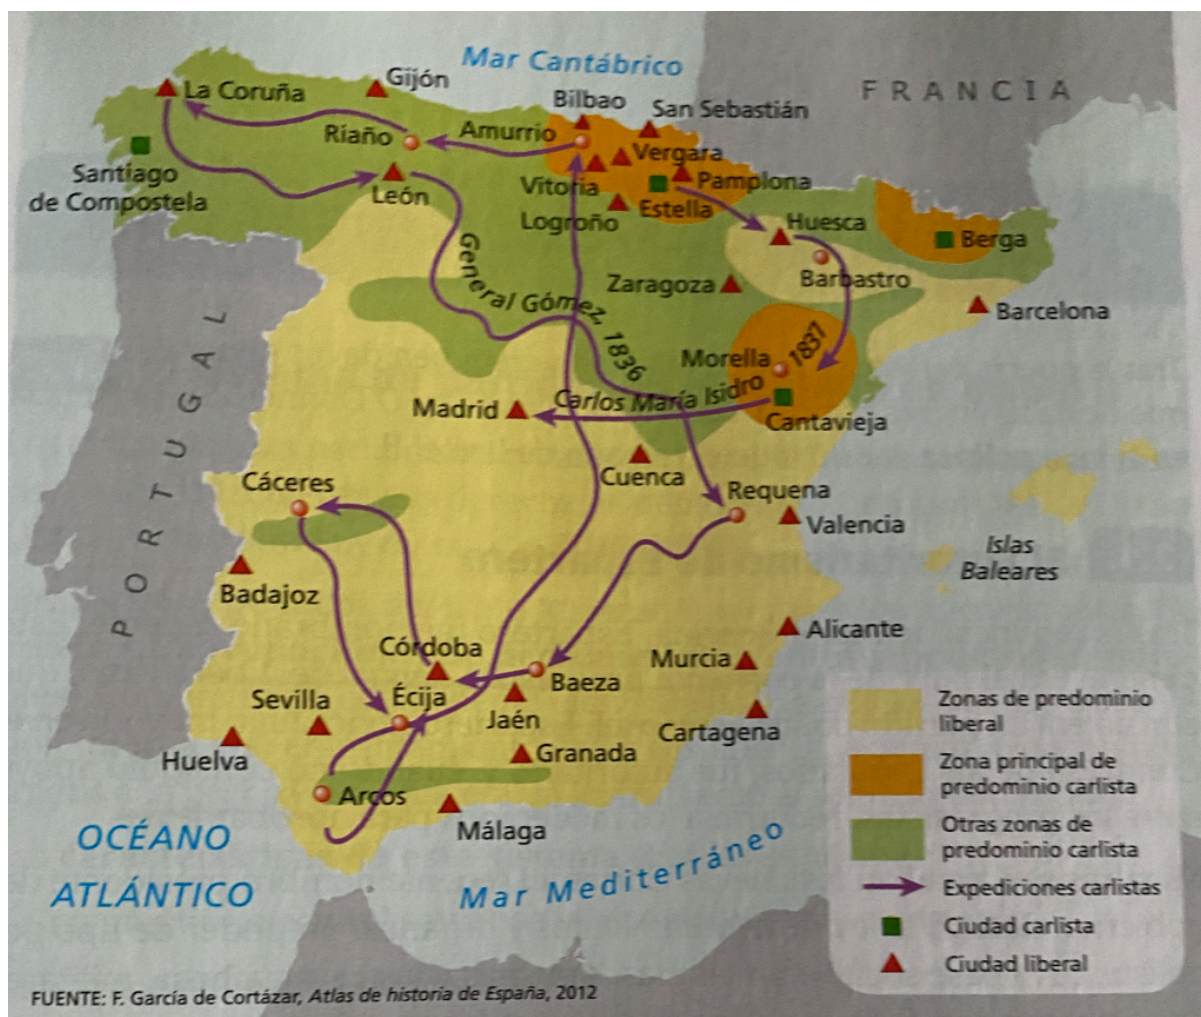 Mar Cantábrico
FRANCIA
La Coruña
Gijón
Bilbao
San Sebastián
Riaño
Amurrio
Vergara
Santiago
de Compostela
León
Vitoria
Pamplona
Logroño
Estella
Huesca
Berga
Barbastro
Zaragoza
Barcelona
General Gómez, 1836
PORTUGAL
Morella
1837
Carlos María Isidro
Madrid
Cantavieja
Cuenca
Cáceres
Requena
Valencia
Islas
Baleares
Badajoz
Córdoba
Alicante
Murcia
Baeza
Sevilla
Écija
Jaén
Cartagena
Huelva
Granada
Arcos
Málaga
OCÉANO
ATLÁNTICO
Mar Mediterráneo
Zonas de predominio
liberal
Zona principal de
predominio carlista
Otras zonas de
predominio carlista
Expediciones carlistas
Ciudad carlista
Ciudad liberal
FUENTE: F. García de Cortázar, Atlas de historia de España, 2012